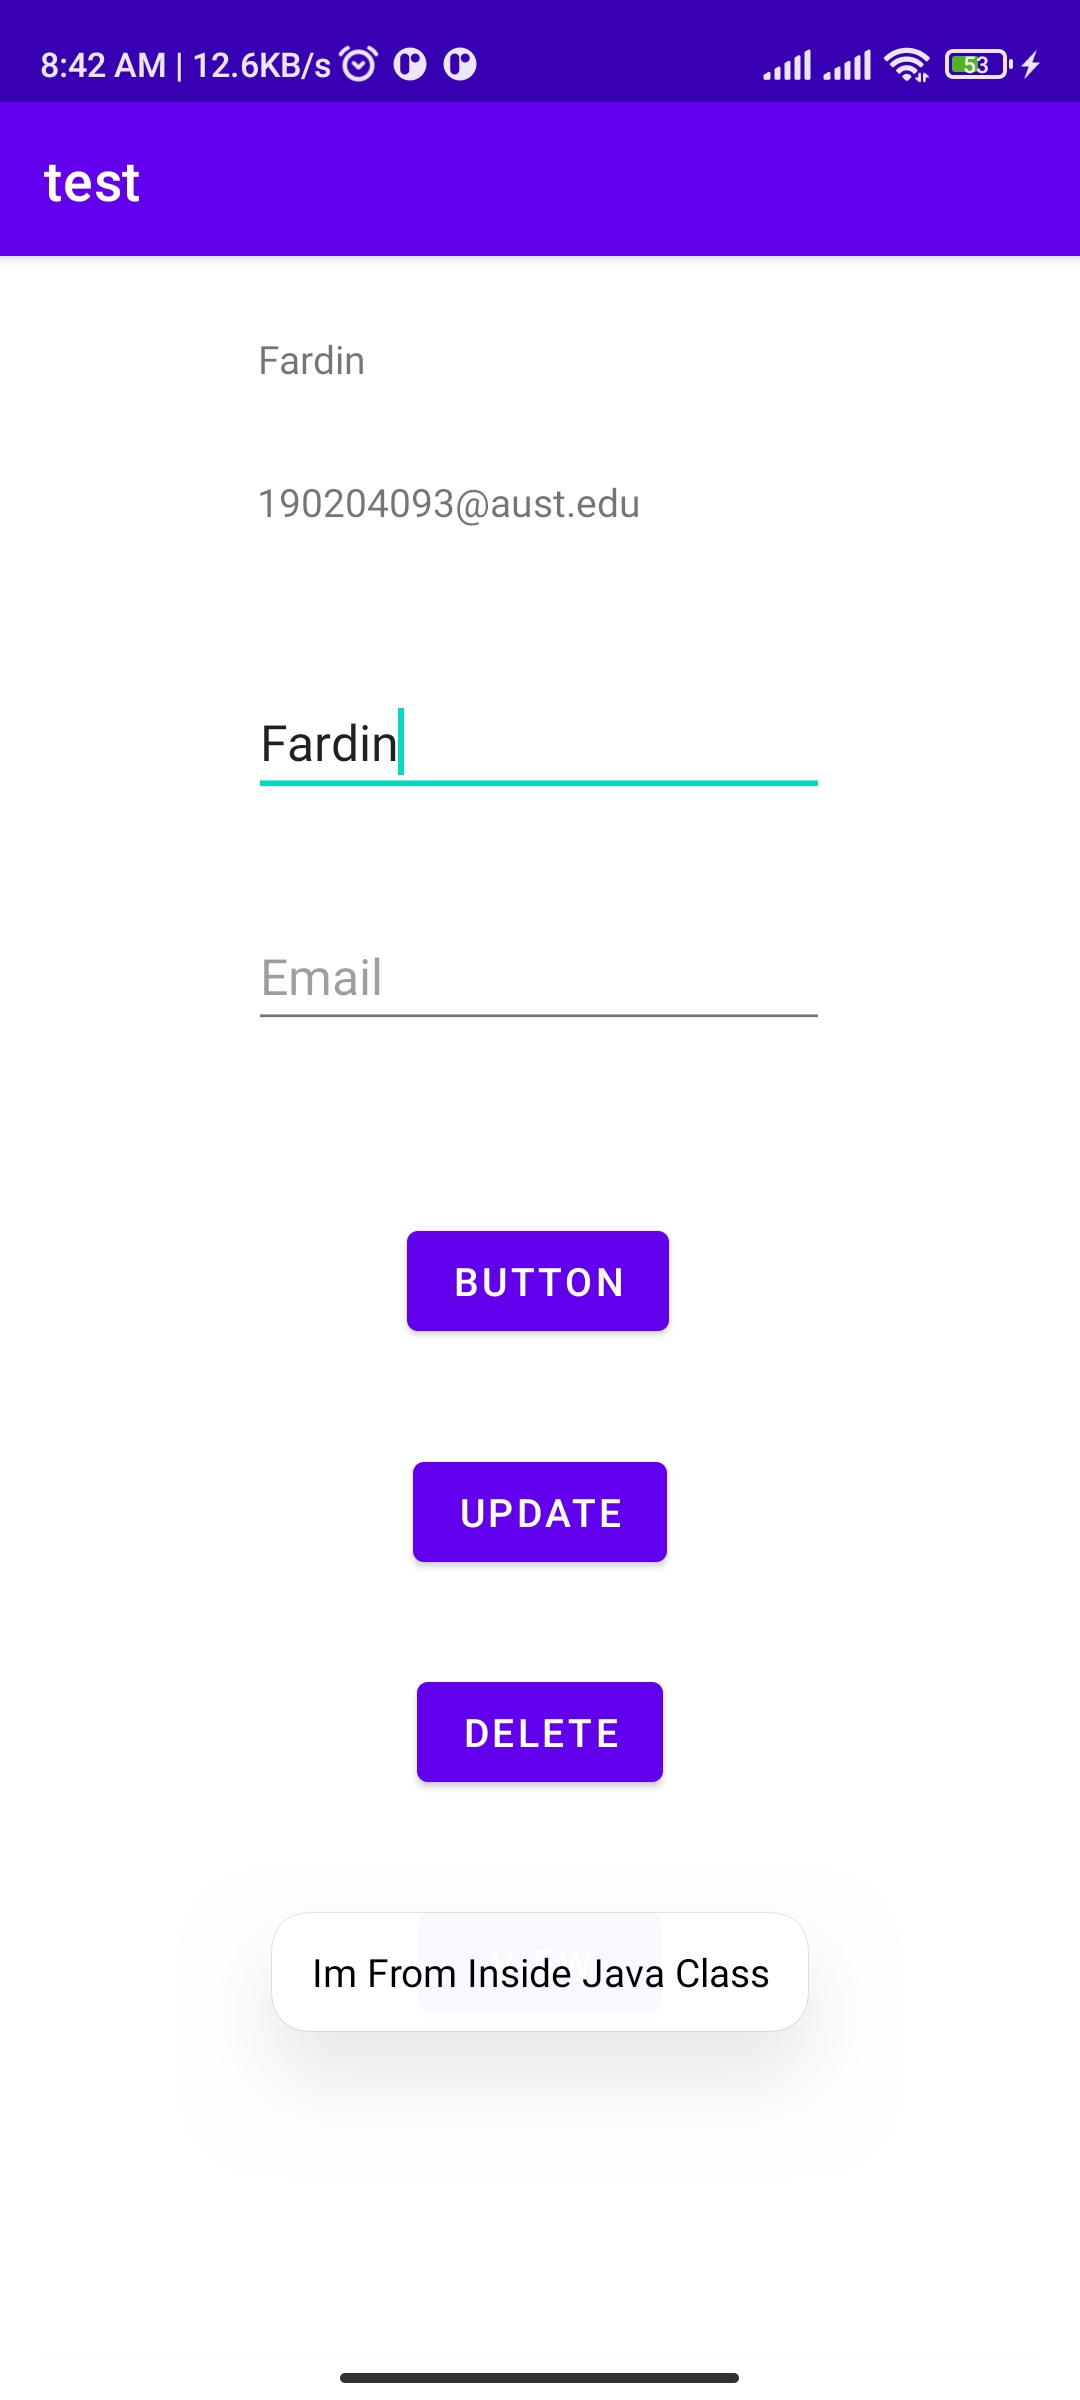 8:42 AM | 12.6KB/s 53
test
Fardin
190204093@aust.edu
Fardin
Email
BUTTON
UPDATE
DELETE
Im From Inside Java Class